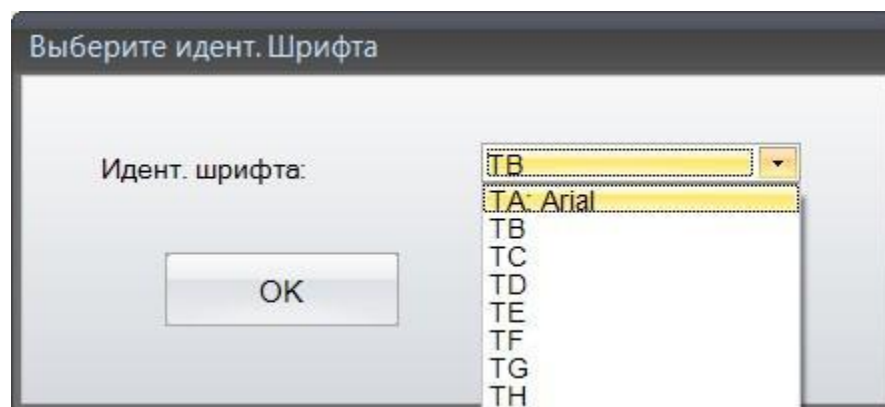 Выберите идент. Шрифта
Идент. шрифта:
TB
TA: Arial
TB
TC
TD
TE
TF
TG
TH
OK